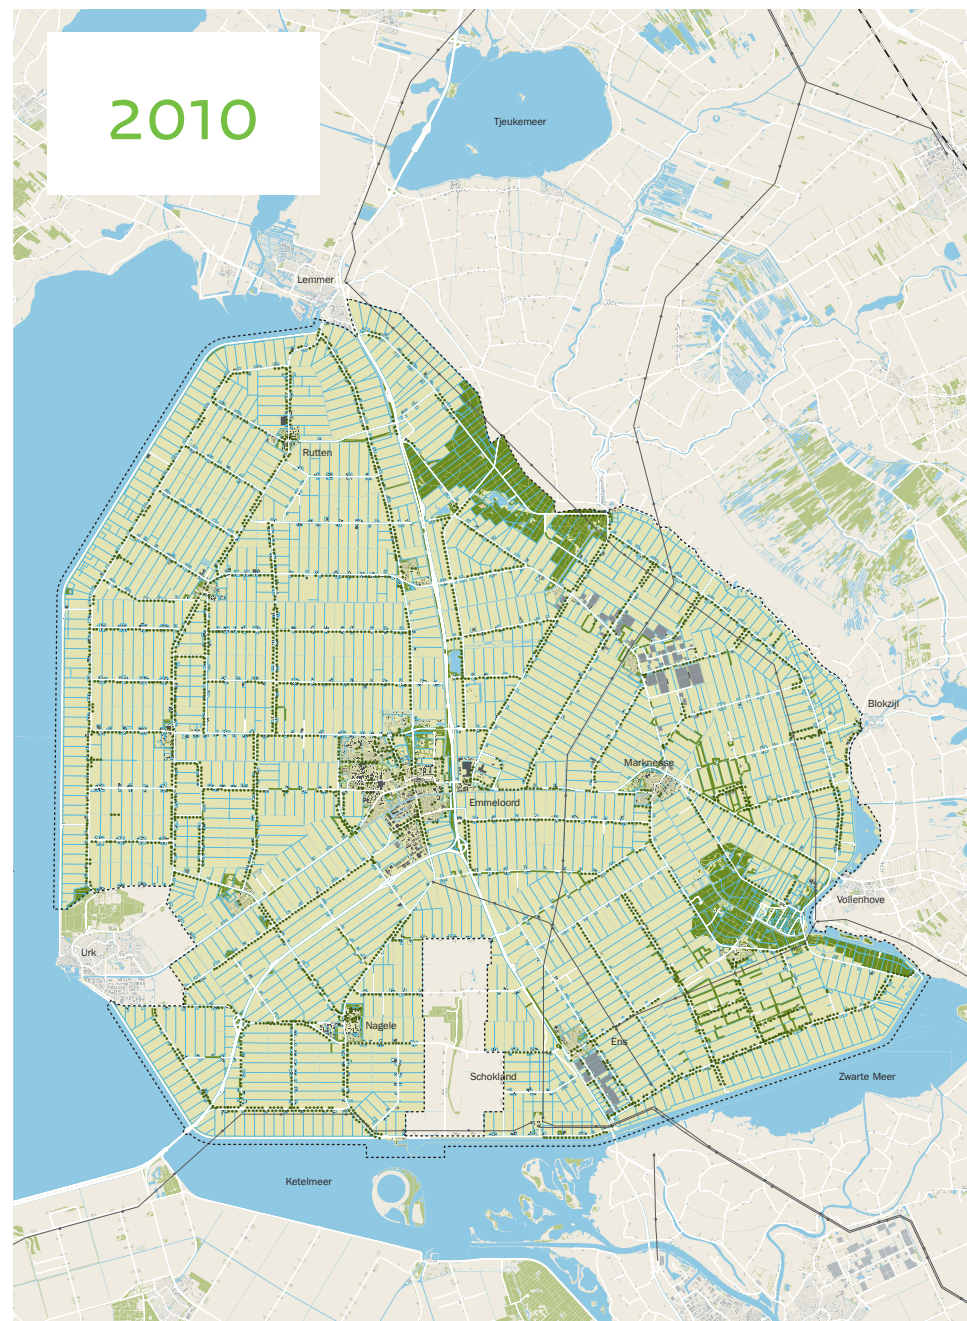 2010
Tjeukemeer
Lemmer
Rutten
Blokzijl
Marknesse
Emmeloord
Vollenhove
Urk
Nagele
Ens
Schokland
Zwarte Meer
Ketelmeer